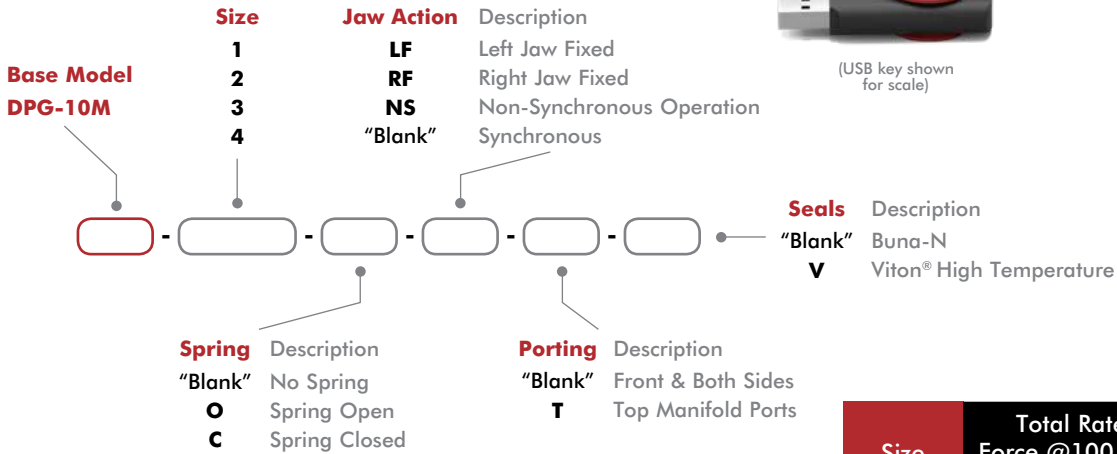 Size
Jaw Action Description
1
LF Left Jaw Fixed
Base Model
DPG-10M
2
RF Right Jaw Fixed
3
NS Non-Synchronous Operation
4
“Blank” Synchronous
(USB key shown
for scale)
- - - - -
Seals Description
“Blank” Buna-N
V Viton® High Temperature
Spring Description
“Blank” No Spring
O Spring Open
C Spring Closed
Porting Description
“Blank” Front & Both Sides
T Top Manifold Ports
Size
Total Rate
Force @100